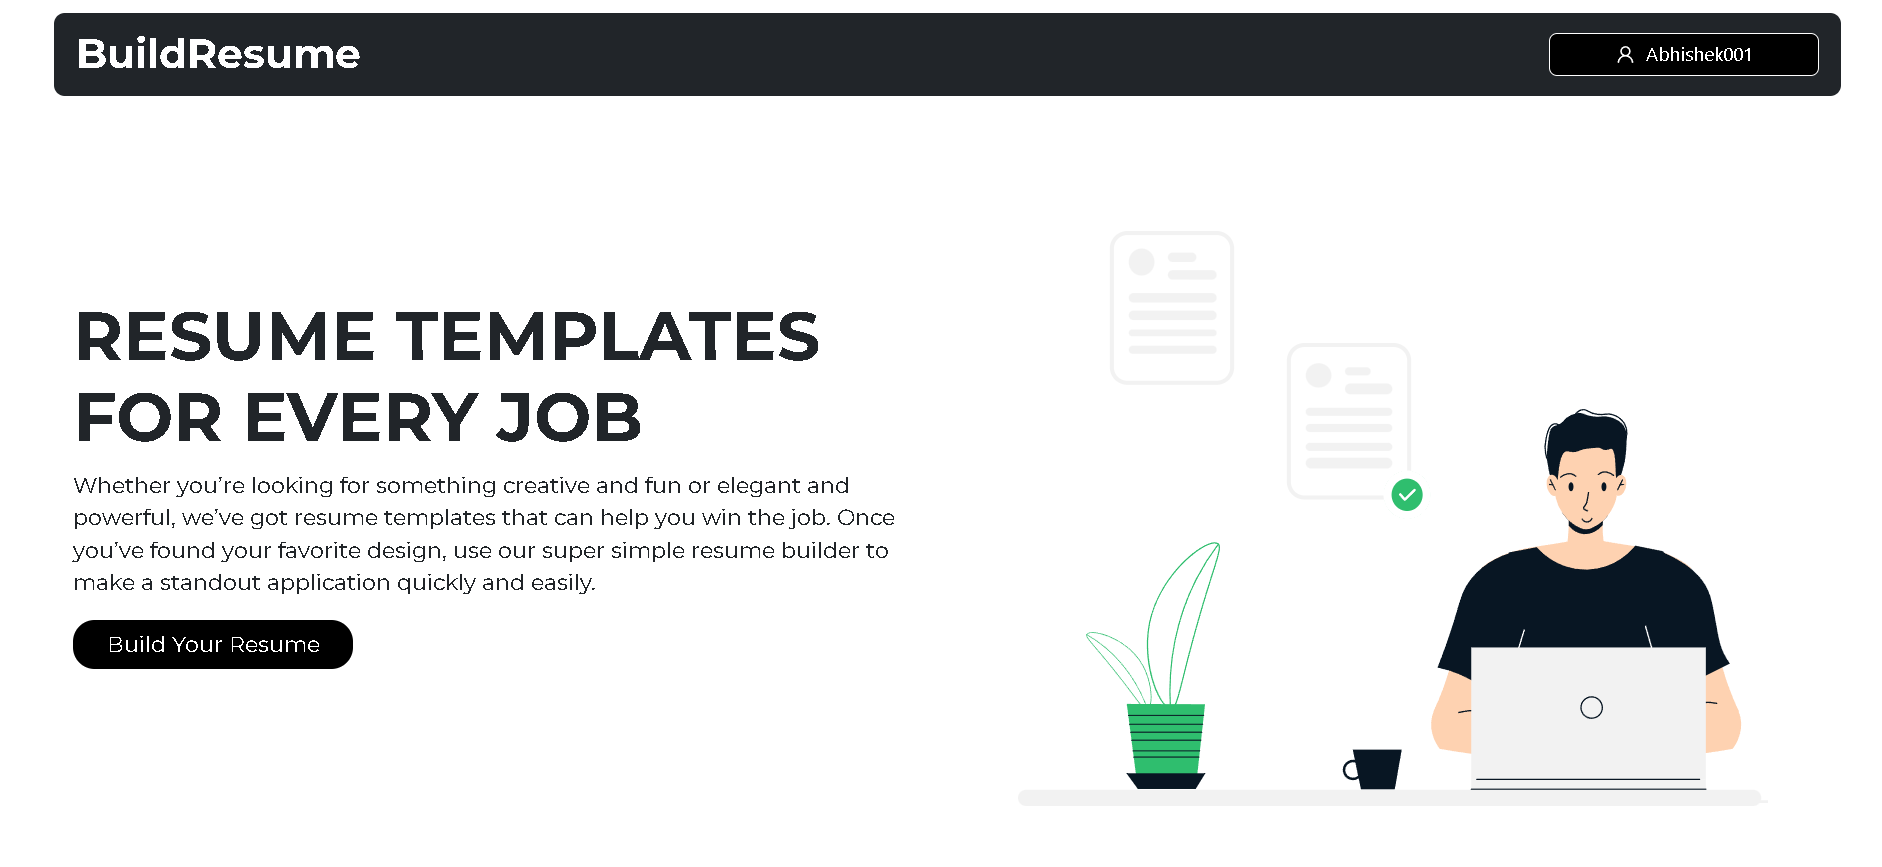 BuildResume
Abhishek001
RESUME TEMPLATES
FOR EVERY JOB
Whether you’re looking for something creative and fun or elegant and
powerful, we’ve got resume templates that can help you win the job. Once
you’ve found your favorite design, use our super simple resume builder to
make a standout application quickly and easily.
Build Your Resume